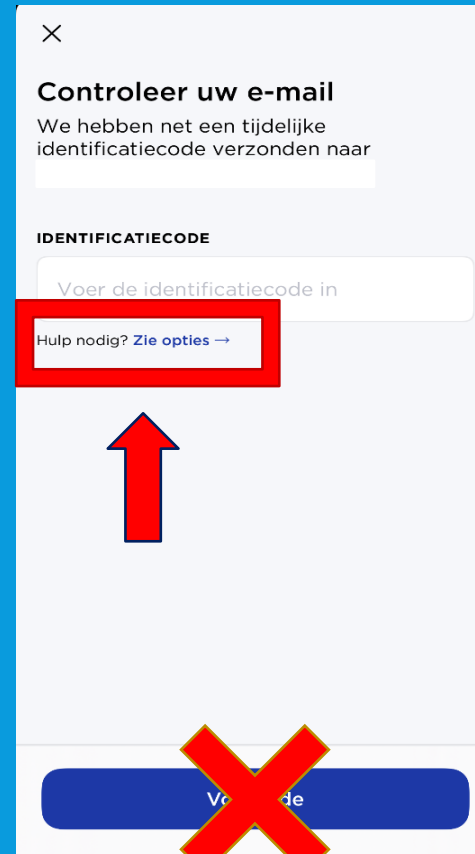 Controleer uw e-mail
We hebben net een tijdelijke
identificatiecode verzonden naar
IDENTIFICATIECODE
Voer de identificatiecode in
Hulp nodig? Zie opties →